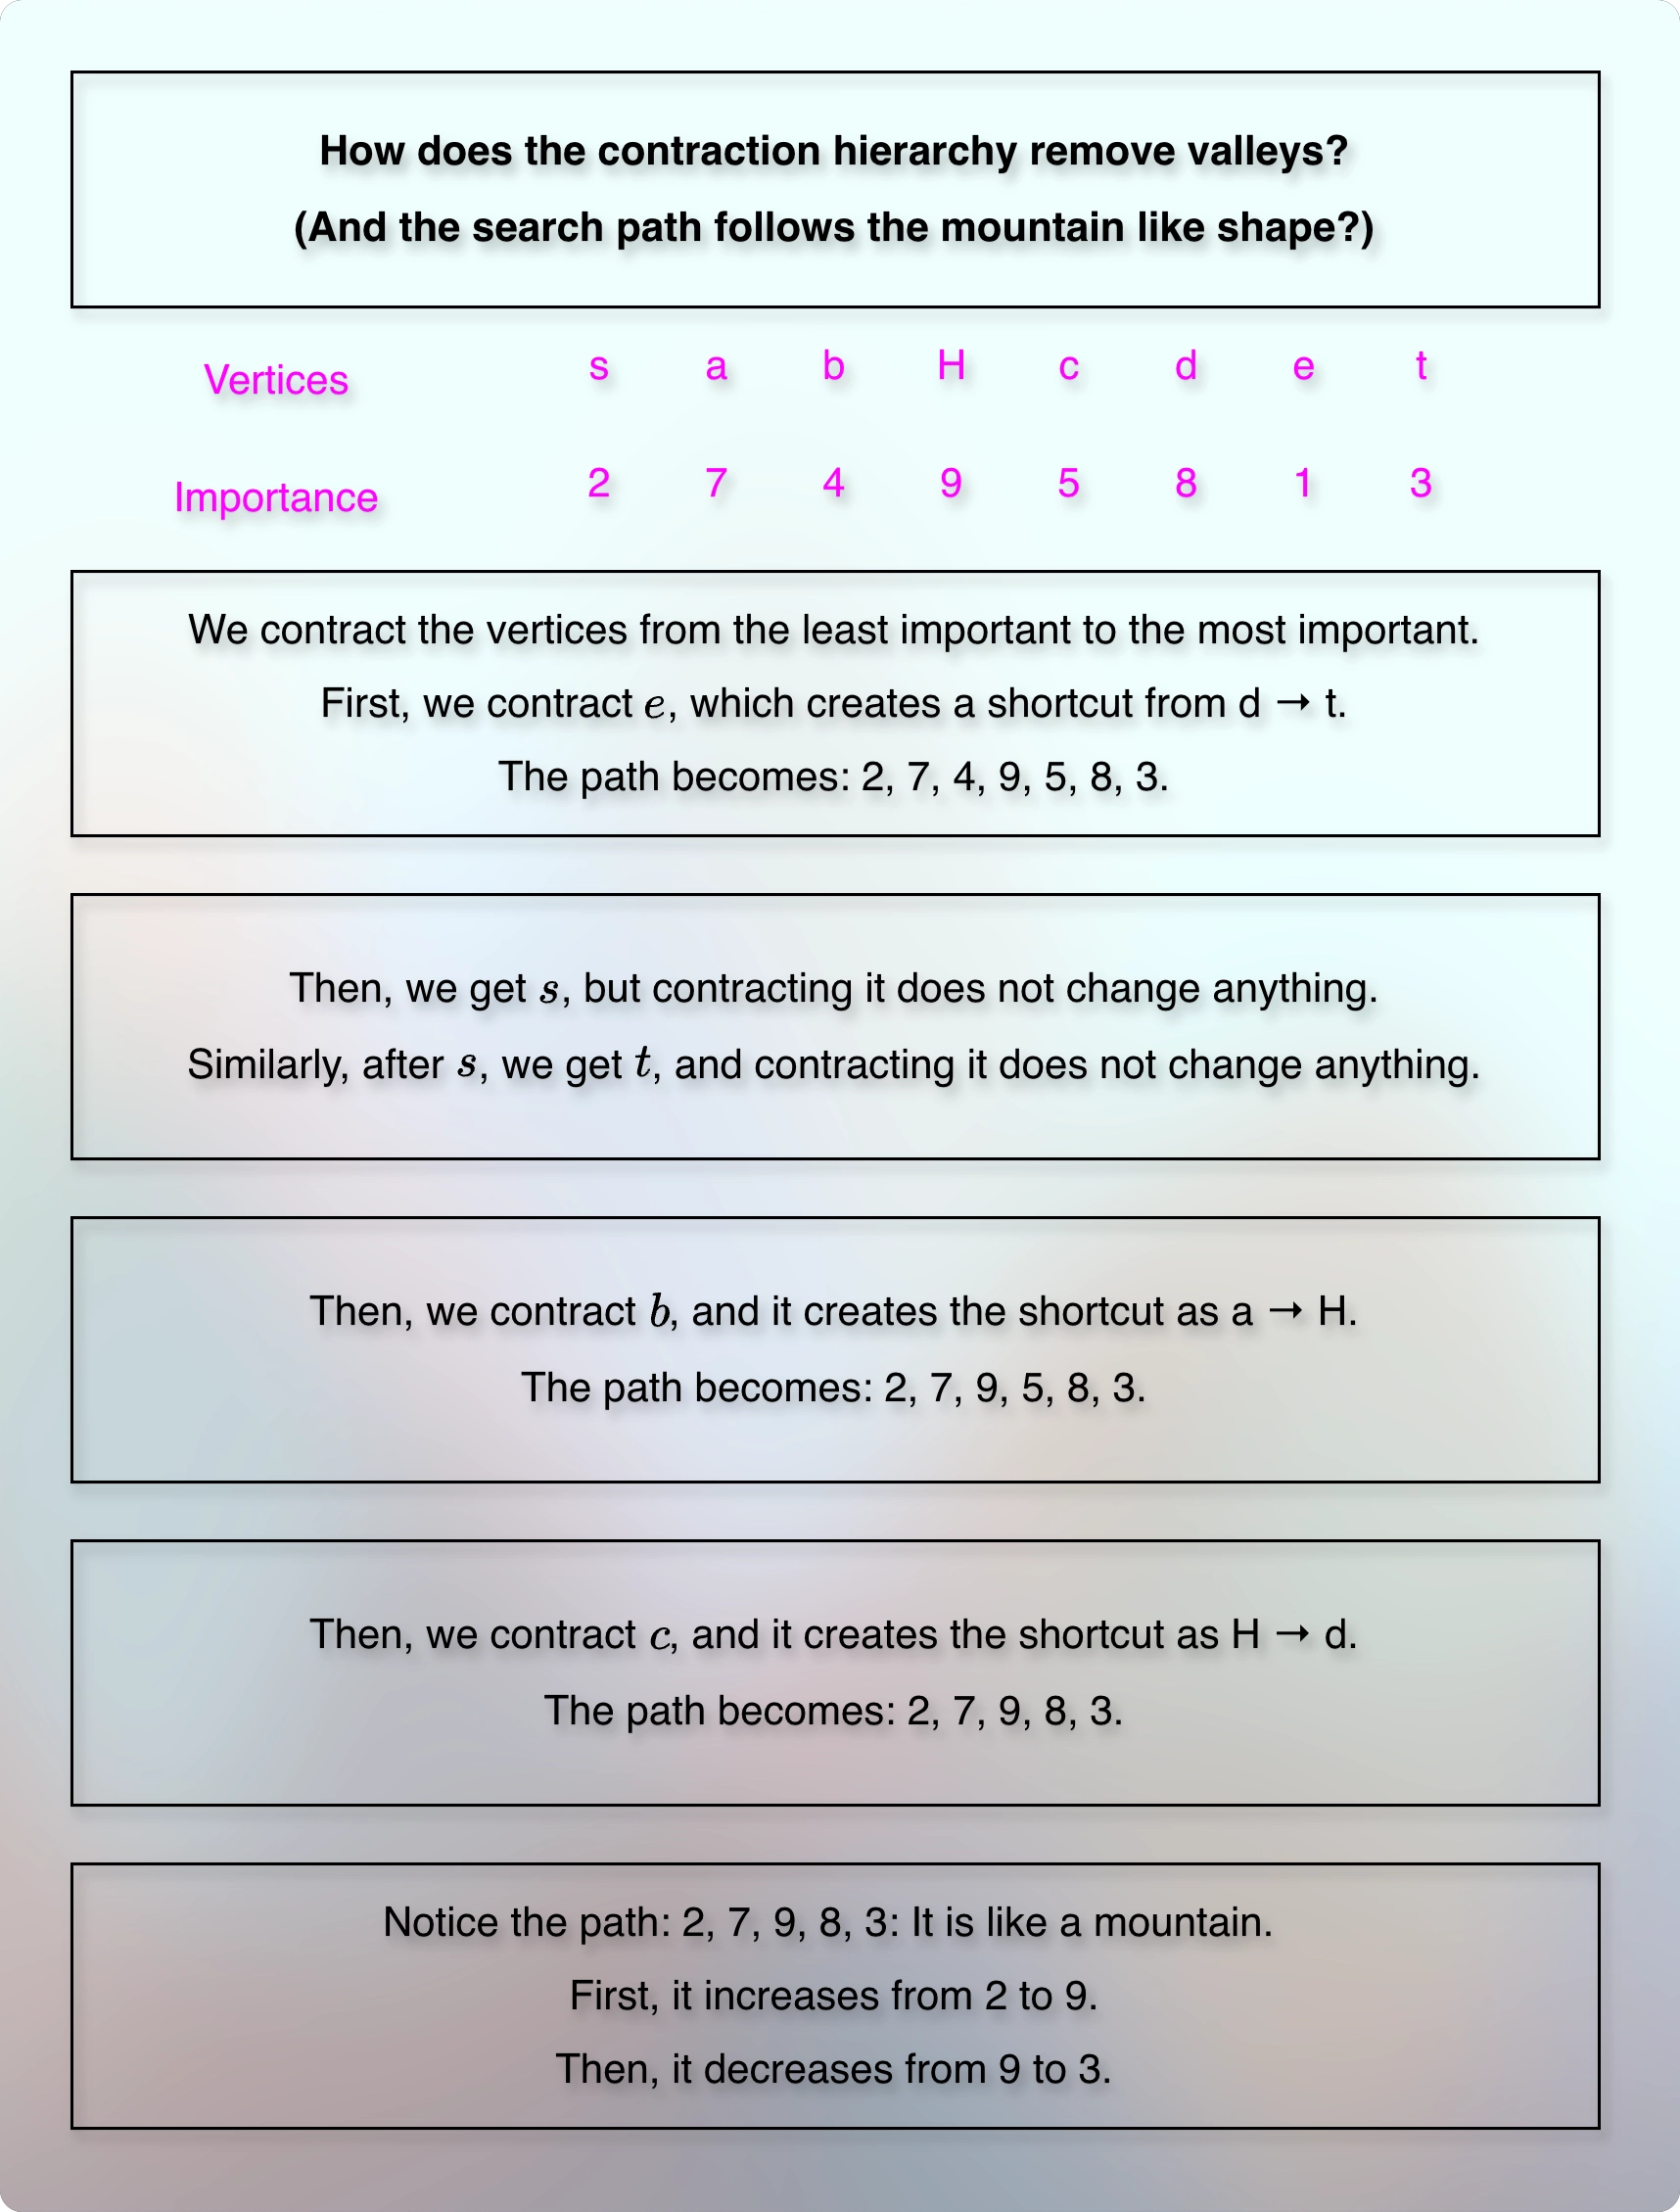 How does the contraction hierarchy remove valleys?
(And the search path follows the mountain like shape?)
Vertices s a b H c d e t
Importance 2 7 4 9 5 8 1 3
We contract the vertices from the least important to the most important.
First, we contract e, which creates a shortcut from d → t.
The path becomes: 2, 7, 4, 9, 5, 8, 3.
Then, we get s, but contracting it does not change anything.
Similarly, after s, we get t, and contracting it does not change anything.
Then, we contract b, and it creates the shortcut as a → H.
The path becomes: 2, 7, 9, 5, 8, 3.
Then, we contract c, and it creates the shortcut as H → d.
The path becomes: 2, 7, 9, 8, 3.
Notice the path: 2, 7, 9, 8, 3: It is like a mountain.
First, it increases from 2 to 9.
Then, it decreases from 9 to 3.